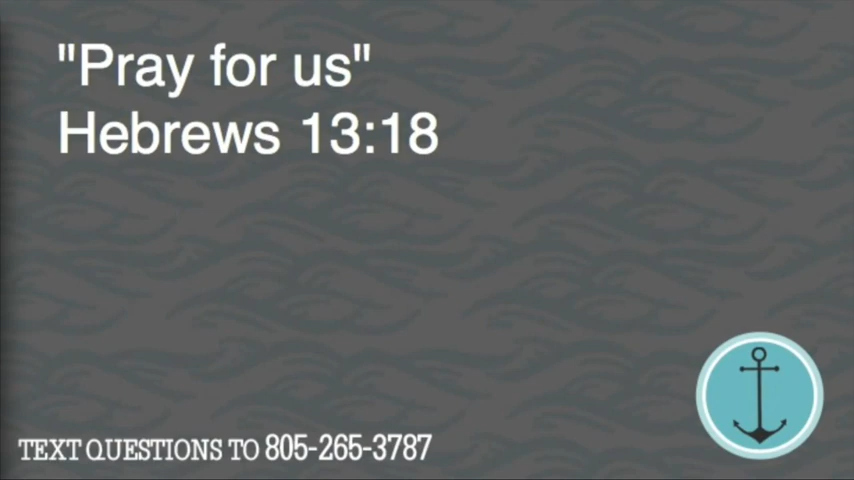 "Pray for us"
Hebrews 13:18
TEXT QUESTIONS TO 805-265-3787